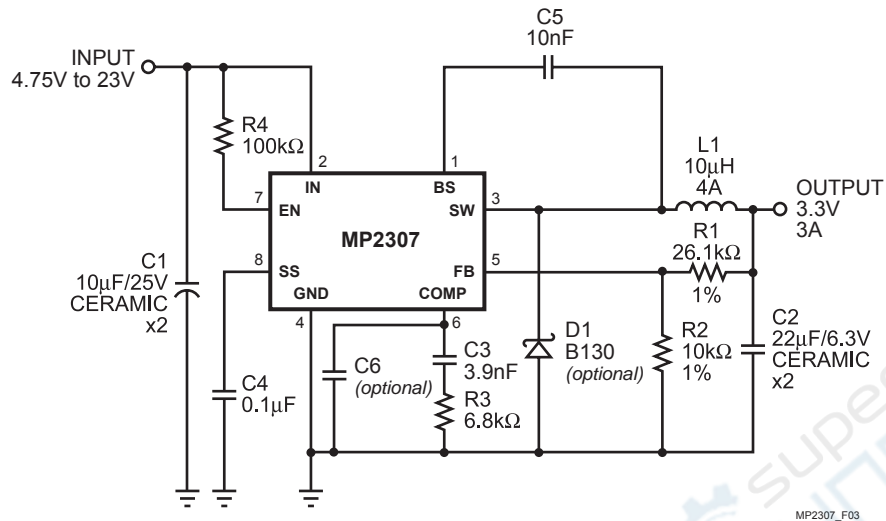 INPUT
4.75V to 23V
C5
10nF
R4
100kΩ
2
IN
1
BS
L1
10µH
4A
OUTPUT
3.3V
3A
7
EN
3
SW
MP2307
R1
26.1kΩ
1%
8
SS
5
FB
GND
4
COMP
6
C1
10µF/25V
CERAMIC
x2
C4
0.1µF
C6
(optional)
C3
3.9nF
R3
6.8kΩ
D1
B130
(optional)
R2
10kΩ
1%
C2
22µF/6.3V
CERAMIC
x2
MP2307_F03